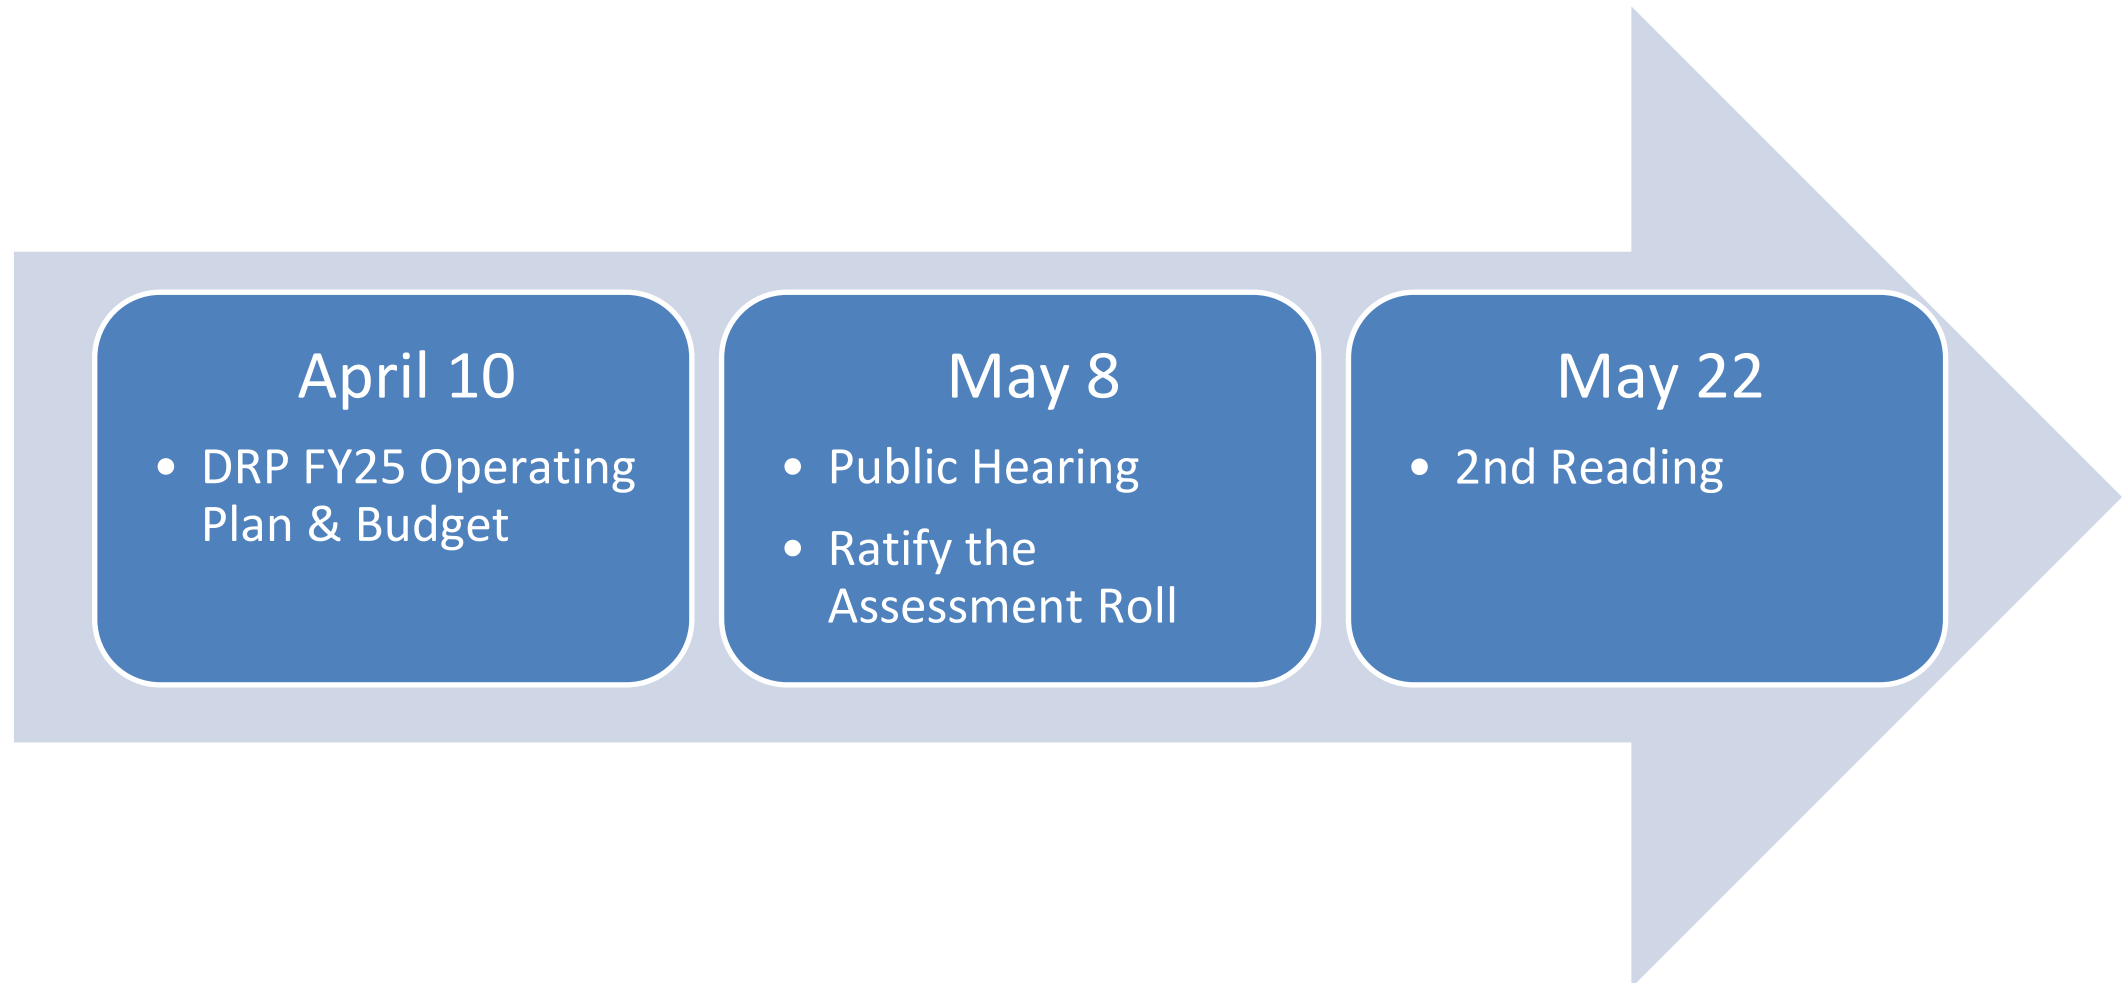 April 10
• DRP FY25 Operating
Plan & Budget
May 8
• Public Hearing
• Ratify the
Assessment Roll
May 22
• 2nd Reading